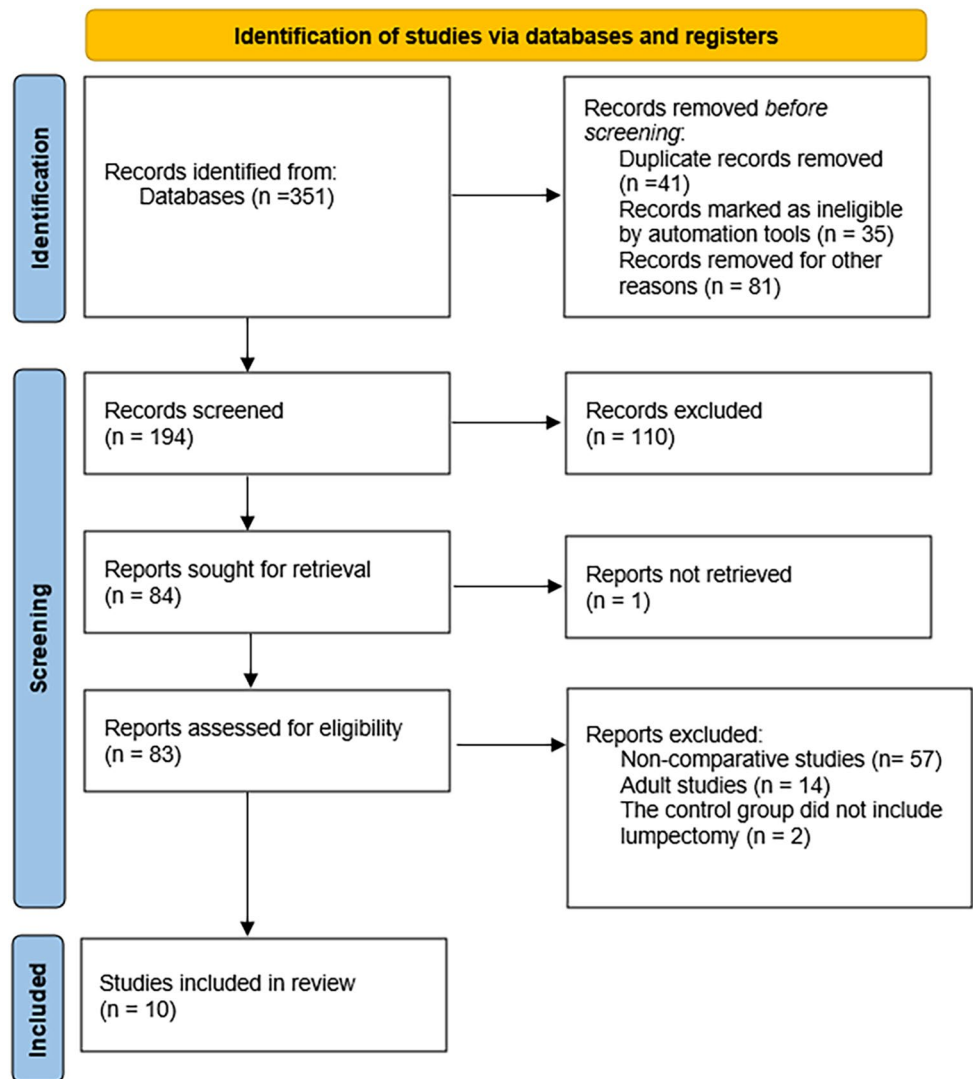 Identification of studies via databases and registers
Identification
Records identified from:
Databases (n =351)
Records removed before
screening:
Duplicate records removed
(n =41)
Records marked as ineligible
by automation tools (n = 35)
Records removed for other
reasons (n = 81)
Screening
Records screened
(n = 194)
Records excluded
(n = 110)
Reports sought for retrieval
(n = 84)
Reports not retrieved
(n = 1)
Reports assessed for eligibility
(n = 83)
Reports excluded:
Non-comparative studies (n= 57)
Adult studies (n = 14)
The control group did not include
lumpectomy (n = 2)
Included
Studies included in review
(n = 10)